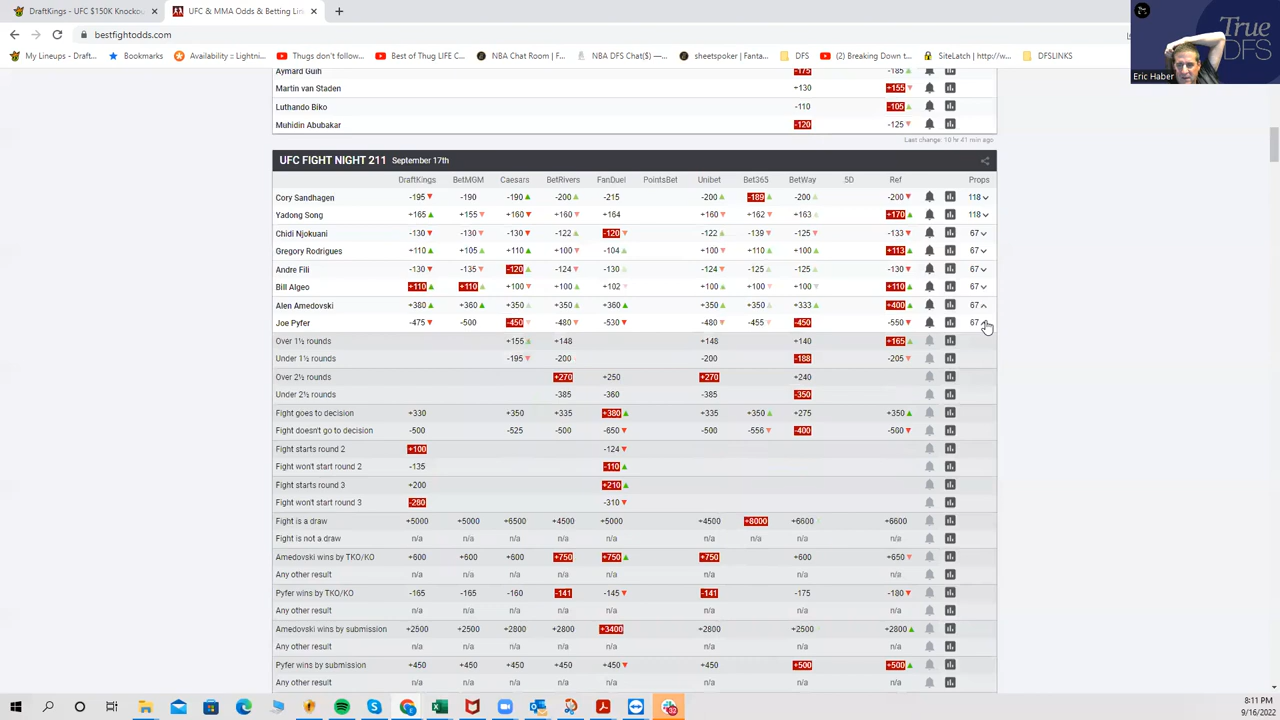 DraftKings - UFC $150K Knockou × UFC & MMA Odds & Betting Lin × +
bestfightodds.com
My Lineups - Draft... Bookmarks Availability :: Lightni... Thugs don't follow... Best of Thug LIFE C... NBA Chat Room | F... NBA DFS Chat($) —... sheetspoker | Fanta... DFS (2) Breaking Down t... SiteLatch | http://w... DFSLINKS
True
DFS
Eric Haber
Aymard Guih -175 -185
Martin van Staden +130 +155
Luthando Biko -110 -105
Muhidin Abubakar -120 -125
Last change: 10 hr 41 min ago
UFC FIGHT NIGHT 211 September 17th
DraftKings BetMGM Caesars BetRivers FanDuel PointsBet Unibet Bet365 BetWay 5D Ref Props
Cory Sandhagen -195 -190 -190 -200 -215 -200 -189 -200 -200 118
Yadong Song +165 +155 +160 +160 +164 +160 +162 +163 +170 118
Chidi Njokuani -130 -130 -130 -122 -120 -122 -139 -125 -133 67
Gregory Rodrigues +110 +105 +110 +100 -104 +100 +110 +100 +113 67
Andre Fili -130 -135 -120 -124 -130 -124 -125 -125 -130 67
Bill Algeo +110 +110 +100 +100 +102 +100 +100 +100 +110 67
Alen Amedovski +380 +360 +350 +350 +360 +350 +350 +333 +400 67
Joe Pyfer -475 -500 -450 -480 -530 -480 -455 -450 -550 67
Over 1½ rounds +155 +148 +148 +140 +165
Under 1½ rounds -195 -200 -200 -188 -205
Over 2½ rounds +270 +250 +270 +240
Under 2½ rounds -385 -360 -385 -350
Fight goes to decision +330 +350 +335 +380 +335 +350 +275 +350
Fight doesn't go to decision -500 -525 -500 -650 -500 -556 -400 -500
Fight starts round 2 +100 -124
Fight won't start round 2 -135 -110
Fight starts round 3 +200 +210
Fight won't start round 3 -280 -310
Fight is a draw +5000 +5000 +6500 +4500 +5000 +4500 +8000 +6600 +6600
Fight is not a draw n/a n/a n/a n/a n/a n/a n/a n/a n/a
Amedovski wins by TKO/KO +600 +600 +600 +750 +750 +750 +600 +650
Any other result n/a n/a n/a n/a n/a n/a n/a n/a
Pyfer wins by TKO/KO -165 -165 -160 -141 -145 -141 -175 -180
Any other result n/a n/a n/a n/a n/a n/a n/a n/a
Amedovski wins by submission +2500 +2500 +2800 +2800 +3400 +2800 +2500 +2800
Any other result n/a n/a n/a n/a n/a n/a n/a n/a
Pyfer wins by submission +450 +450 +450 +450 +450 +450 +500 +500
Any other result n/a n/a n/a n/a n/a n/a n/a n/a
8:11 PM
9/16/2022